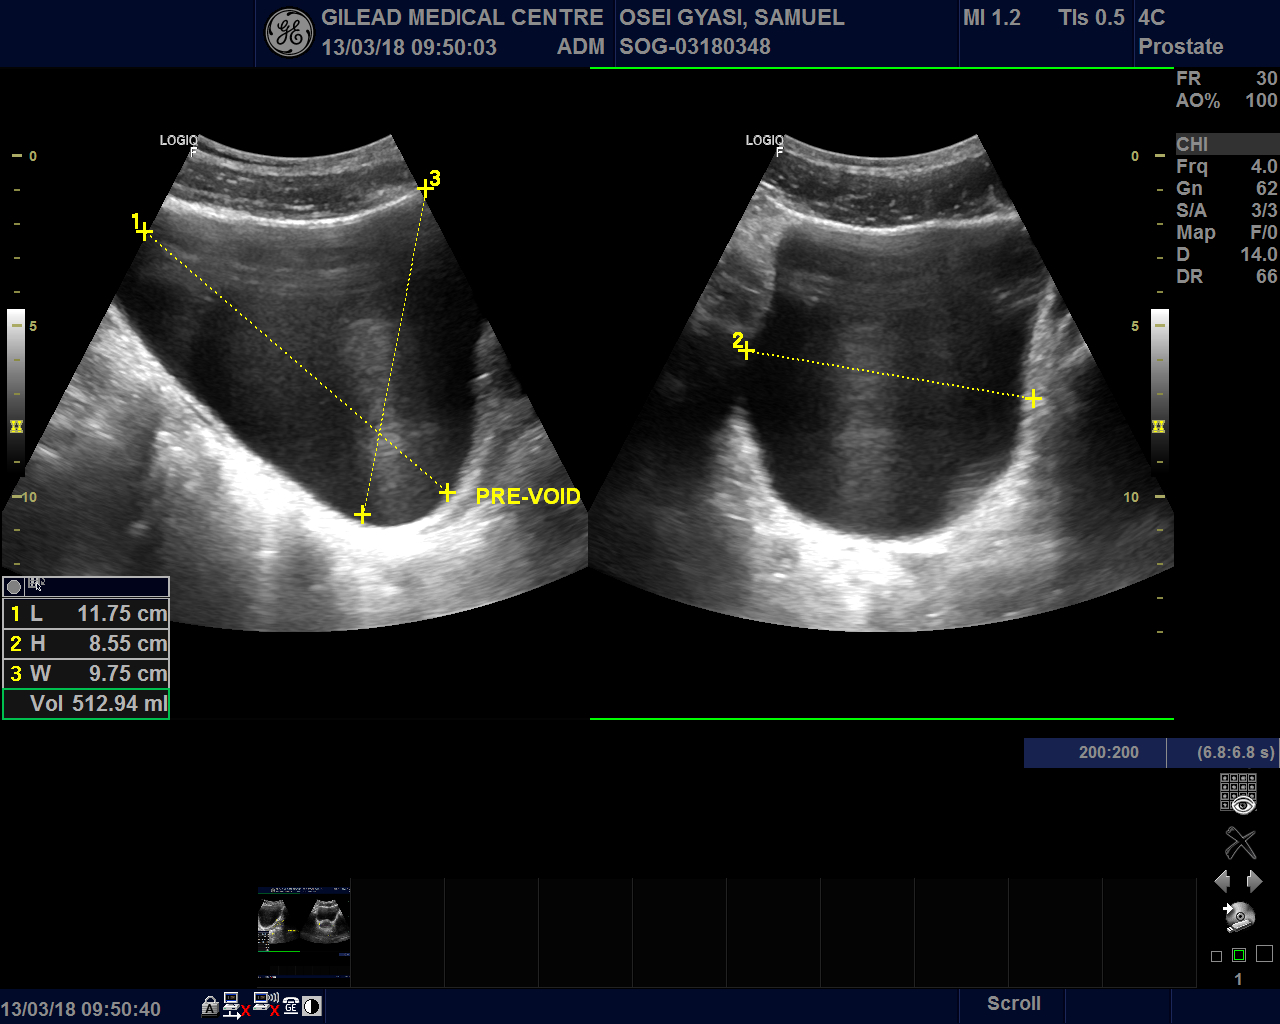 GILEAD MEDICAL CENTRE
13/03/18 09:50:03 ADM
OSEI GYASI, SAMUEL
SOG-03180348
MI 1.2 TIs 0.5
4C
Prostate
FR 30
AO% 100
CHI
Frq 4.0
Gn 62
S/A 3/3
Map F/0
D 14.0
DR 66
LOGIQ
F
LOGIQ
F
0
5
10
0
5
10
1
3
2
PRE-VOID
1 L 11.75 cm
2 H 8.55 cm
3 W 9.75 cm
Vol 512.94 ml
200:200 (6.8:6.8 s)
1
13/03/18 09:50:40
Scroll